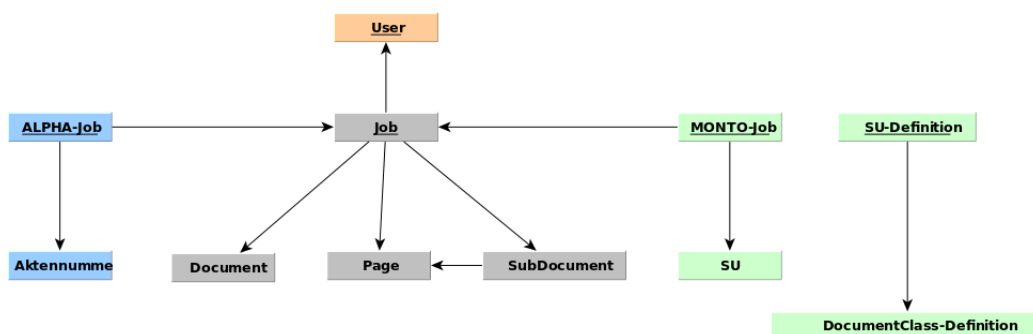 User
ALPHA-Job
Job
MONTO-Job
SU-Definition
Aktennumme
Document
Page
SubDocument
SU
DocumentClass-Definition